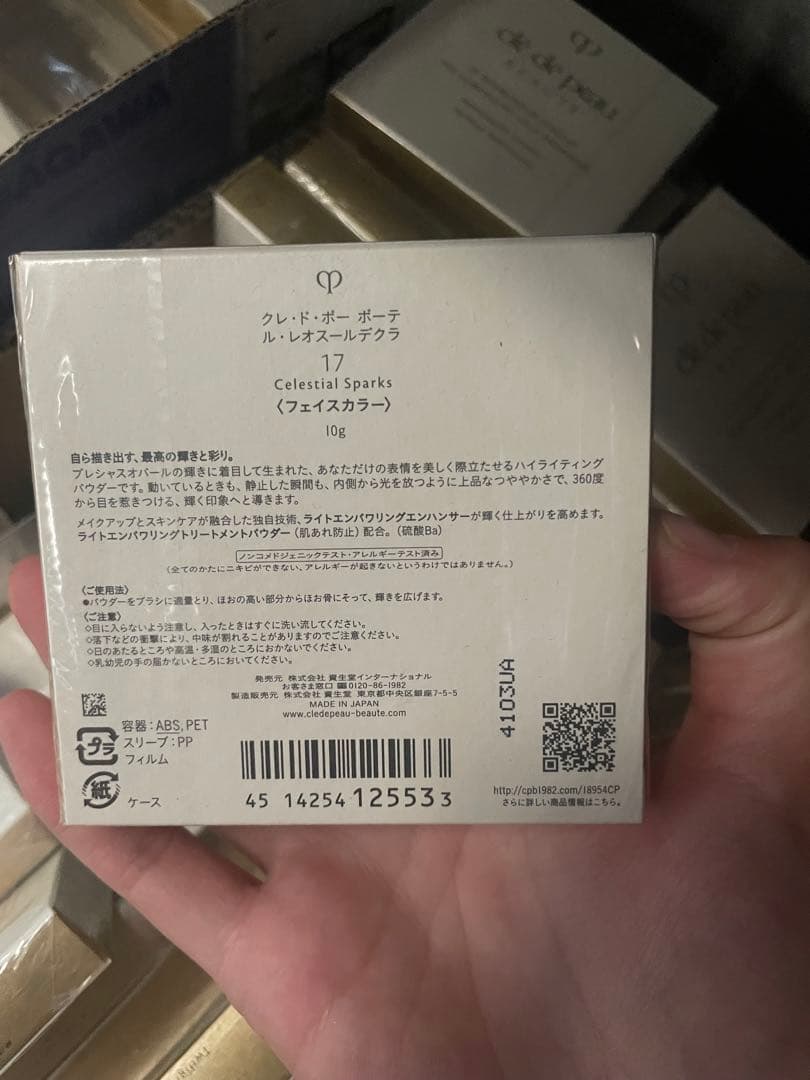 AGAWA
clé de peau
BEAUTÉ
クレ・ド・ポー ボーテ
ル・レオスールデクラ
17
Celestial Sparks
〈フェイスカラー〉
10g
自ら描き出す、最高の輝きと彩り。
プレシャスオパールの輝きに着目して生まれた、あなただけの表情を美しく際立たせるハイライティング
パウダーです。動いているときも、静止した瞬間も、内側から光を放つように上品なつややかさで、360度
から目を惹きつける、輝く印象へと導きます。
メイクアップとスキンケアが融合した独自技術、ライトエンパワリングエンハンサーが輝く仕上がりを高めます。
ライトエンパワリングトリートメントパウダー（肌あれ防止）配合。（硫酸Ba）
ノンコメドジェニックテスト・アレルギーテスト済み
（全てのかたにニキビができない、アレルギーが起きないというわけではありません。）
〈ご使用法〉
●パウダーをブラシに適量とり、ほおの高い部分からほお骨にそって、輝きを広げます。
〈ご注意〉
◇目に入らないよう注意し、入ったときはすぐに洗い流してください。
◇落下などの衝撃により、中味が割れることがありますのでご注意ください。
◇日のあたるところや高温・多湿のところにおかないでください。
◇乳幼児の手の届かないところにおいてください。
発売元 株式会社 資生堂インターナショナル
お客さま窓口 0120-86-1982
製造販売元 株式会社 資生堂 東京都中央区銀座7-5-5
MADE IN JAPAN
www.cledepeau-beaute.com
4103UA
プラ
容器：ABS, PET
スリーブ：PP
フィルム
紙
ケース
45 14254 12553 3
http://cpb1982.com/18954CP
さらに詳しい商品情報はこちら。
clé de peau